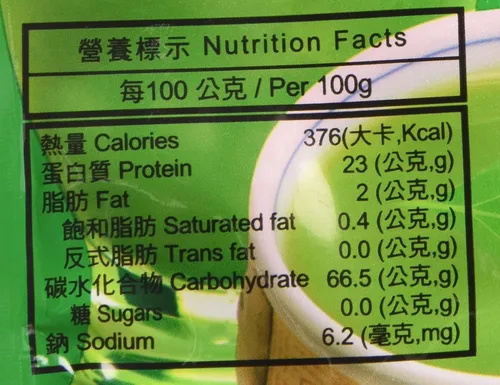 營養標示 Nutrition Facts
每100 公克 / Per 100g
熱量 Calories 376(大卡,Kcal)
蛋白質 Protein 23 (公克,g)
脂肪 Fat 2 (公克,g)
飽和脂肪 Saturated fat 0.4 (公克,g)
反式脂肪 Trans fat 0.0 (公克,g)
碳水化合物 Carbohydrate 66.5 (公克,g)
糖 Sugars 0.0 (公克,g)
鈉 Sodium 6.2 (毫克,mg)